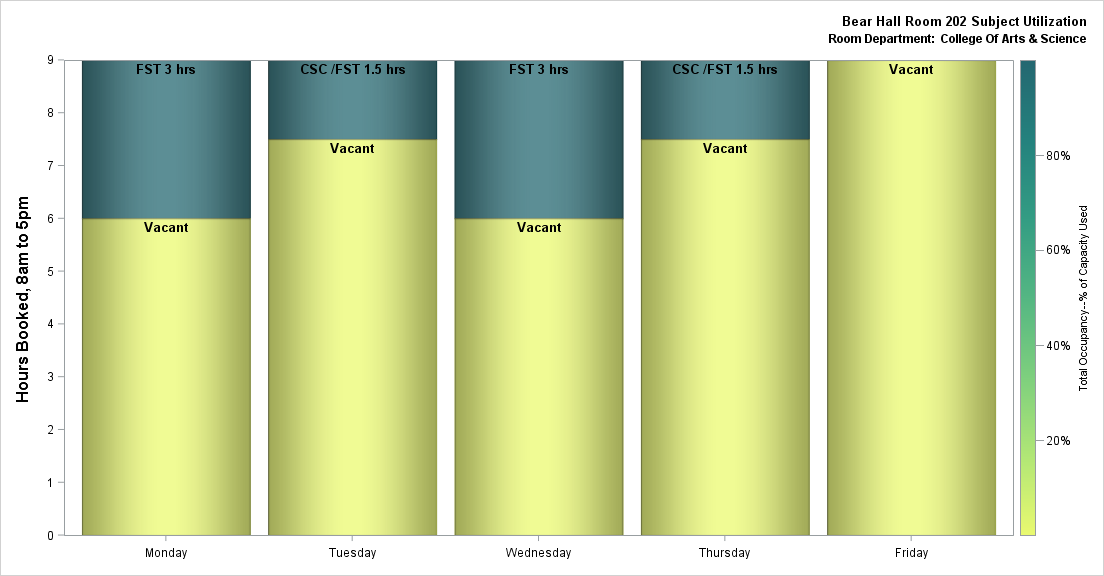 Bear Hall Room 202 Subject Utilization
Room Department: College Of Arts & Science
Hours Booked, 8am to 5pm
9
8
7
6
5
4
3
2
1
0
FST 3 hrs
CSC /FST 1.5 hrs
FST 3 hrs
CSC /FST 1.5 hrs
Vacant
Vacant
Vacant
Vacant
Vacant
Monday
Tuesday
Wednesday
Thursday
Friday
80%
60%
40%
20%
Total Occupancy--% of Capacity Used